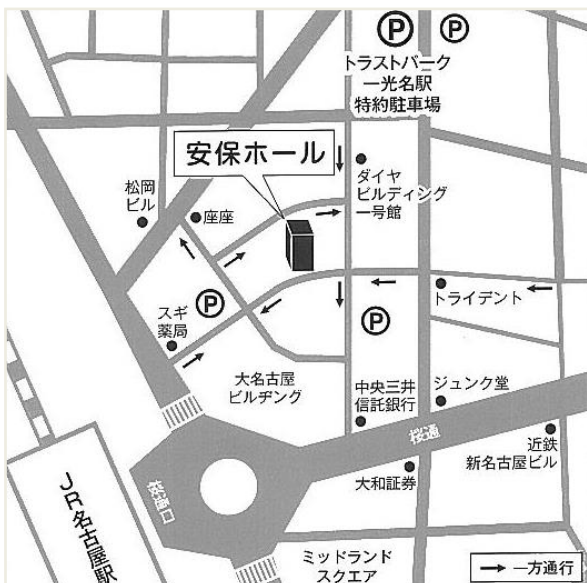 P
P
トラストパーク
一光名駅
特約駐車場
安保ホール
ダイヤ
ビルディング
一号館
松岡
ビル
座座
P
スギ
薬局
P
トライデント
大名古屋
ビルヂング
中央三井
信託銀行
ジュンク堂
桜通
近鉄
新名古屋ビル
大和証券
桜通口
JR名古屋駅
ミッドランド
スクエア
一方通行